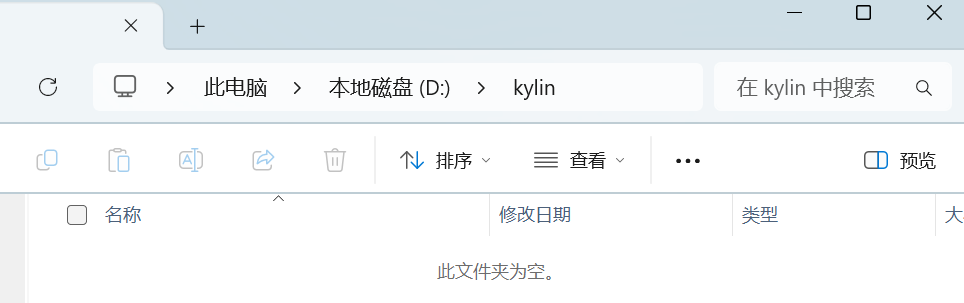 此电脑 本地磁盘 (D:) kylin 在 kylin 中搜索
排序 查看 预览
名称 修改日期 类型 大
此文件夹为空。